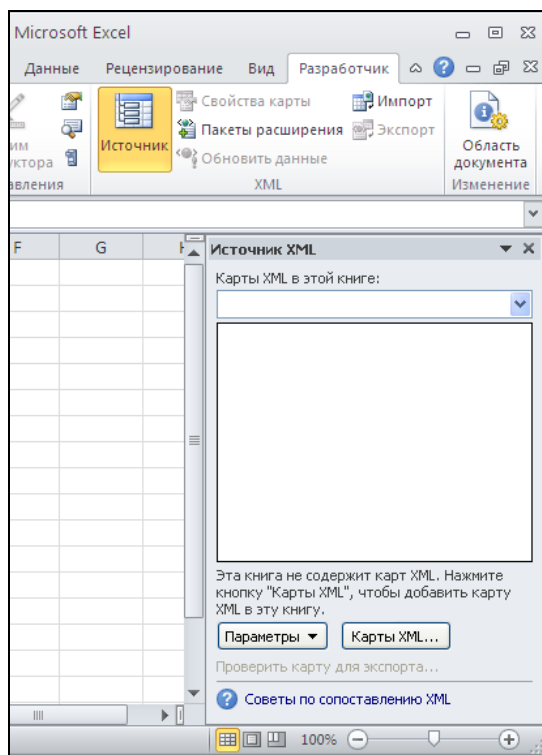 Microsoft Excel
Данные Рецензирование Вид Разработчик
Свойства карты Импорт
Источник Пакеты расширения Экспорт Область документа
Обновить данные
XML Изменение
F G
Источник XML
Карты XML в этой книге:
Эта книга не содержит карт XML. Нажмите
кнопку "Карты XML", чтобы добавить карту
XML в эту книгу.
Параметры Карты XML...
Проверить карту для экспорта...
Советы по сопоставлению XML
100%